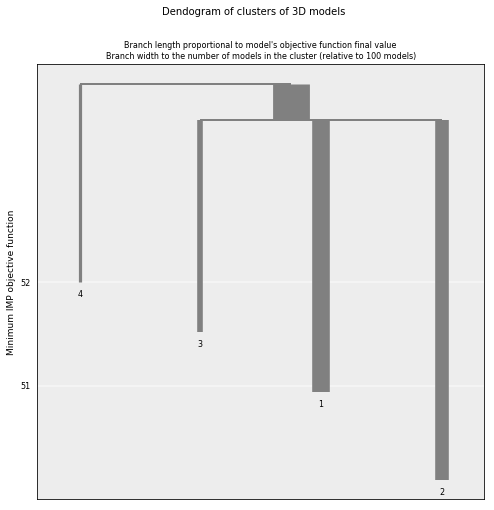 Dendogram of clusters of 3D models
Branch length proportional to model's objective function final value
Branch width to the number of models in the cluster (relative to 100 models)
Minimum IMP objective function
52
51
4
3
1
2